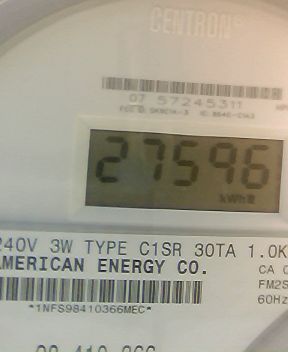 CENTRON®
07 57245311
27596
kWh
240V 3W TYPE C1SR 30TA 1.0K
AMERICAN ENERGY CO.
CA 0
FM2S
60Hz
*1NFS98410366MEC*